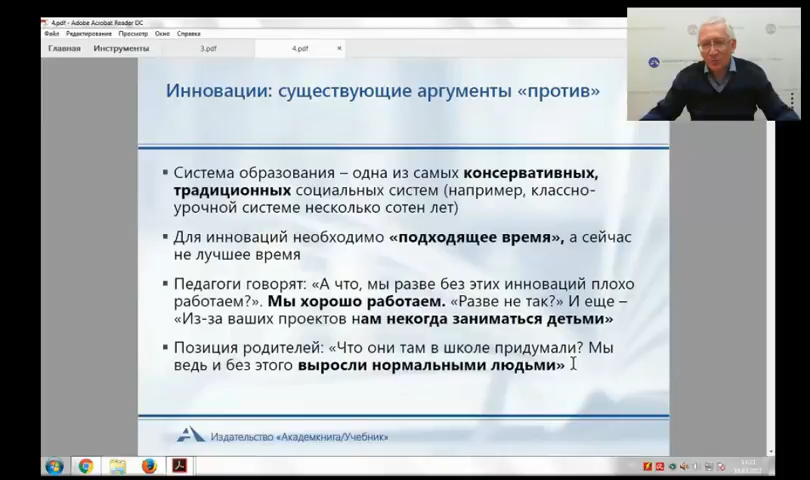 4.pdf - Adobe Acrobat Reader DC
Файл Редактирование Просмотр Окно Справка
Главная Инструменты 3.pdf 4.pdf ×
Инновации: существующие аргументы «против»
▪ Система образования – одна из самых консервативных,
традиционных социальных систем (например, классно-
урочной системе несколько сотен лет)
▪ Для инноваций необходимо «подходящее время», а сейчас
не лучшее время
▪ Педагоги говорят: «А что, мы разве без этих инноваций плохо
работаем?». Мы хорошо работаем. «Разве не так?» И еще –
«Из-за ваших проектов нам некогда заниматься детьми»
▪ Позиция родителей: «Что они там в школе придумали? Мы
ведь и без этого выросли нормальными людьми»
Издательство «Академкнига/Учебник»